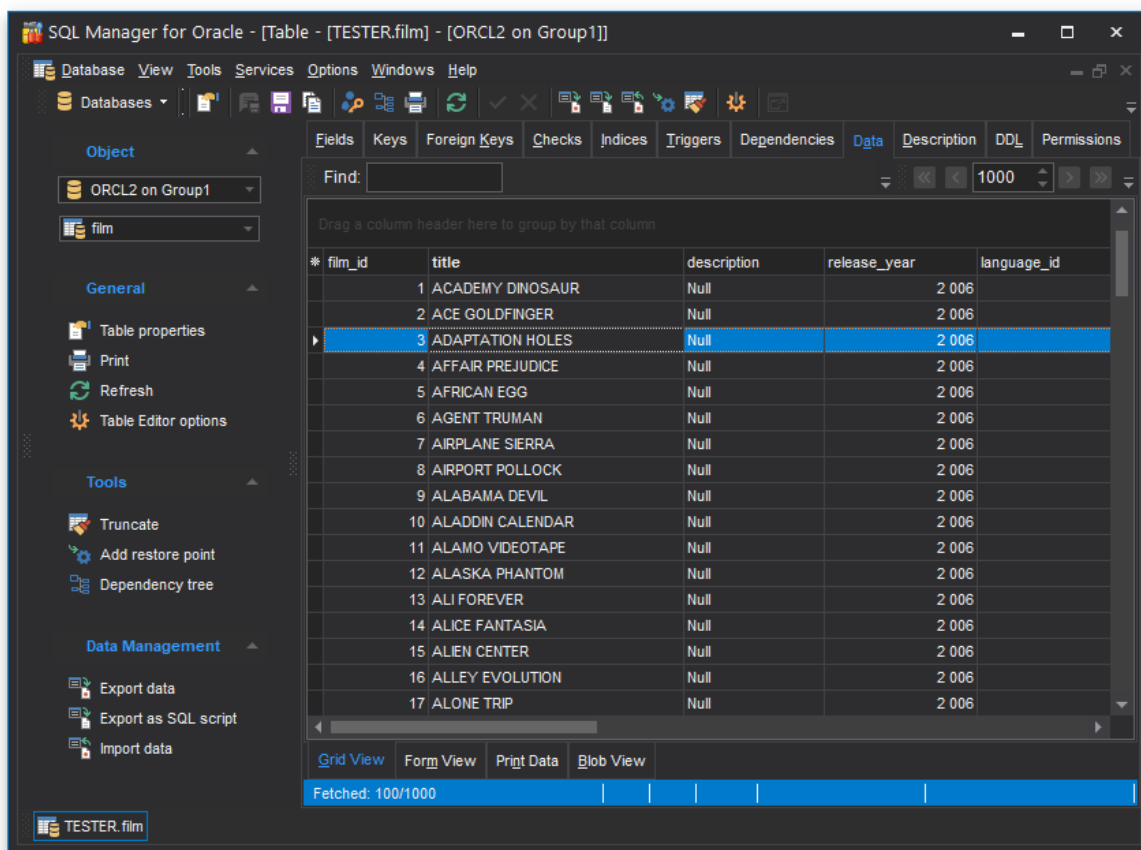 SQL Manager for Oracle - [Table - [TESTER.film] - [ORCL2 on Group1]]
Database View Tools Services Options Windows Help
Databases
Object
ORCL2 on Group1
film
General
Table properties
Print
Refresh
Table Editor options
Tools
Truncate
Add restore point
Dependency tree
Data Management
Export data
Export as SQL script
Import data
Fields Keys Foreign Keys Checks Indices Triggers Dependencies Data Description DDL Permissions
Find: 1000
Drag a column header here to group by that column
film_id title description release_year language_id
1 ACADEMY DINOSAUR Null 2 006
2 ACE GOLDFINGER Null 2 006
3 ADAPTATION HOLES Null 2 006
4 AFFAIR PREJUDICE Null 2 006
5 AFRICAN EGG Null 2 006
6 AGENT TRUMAN Null 2 006
7 AIRPLANE SIERRA Null 2 006
8 AIRPORT POLLOCK Null 2 006
9 ALABAMA DEVIL Null 2 006
10 ALADDIN CALENDAR Null 2 006
11 ALAMO VIDEOTAPE Null 2 006
12 ALASKA PHANTOM Null 2 006
13 ALI FOREVER Null 2 006
14 ALICE FANTASIA Null 2 006
15 ALIEN CENTER Null 2 006
16 ALLEY EVOLUTION Null 2 006
17 ALONE TRIP Null 2 006
Grid View Form View Print Data Blob View
Fetched: 100/1000
TESTER.film